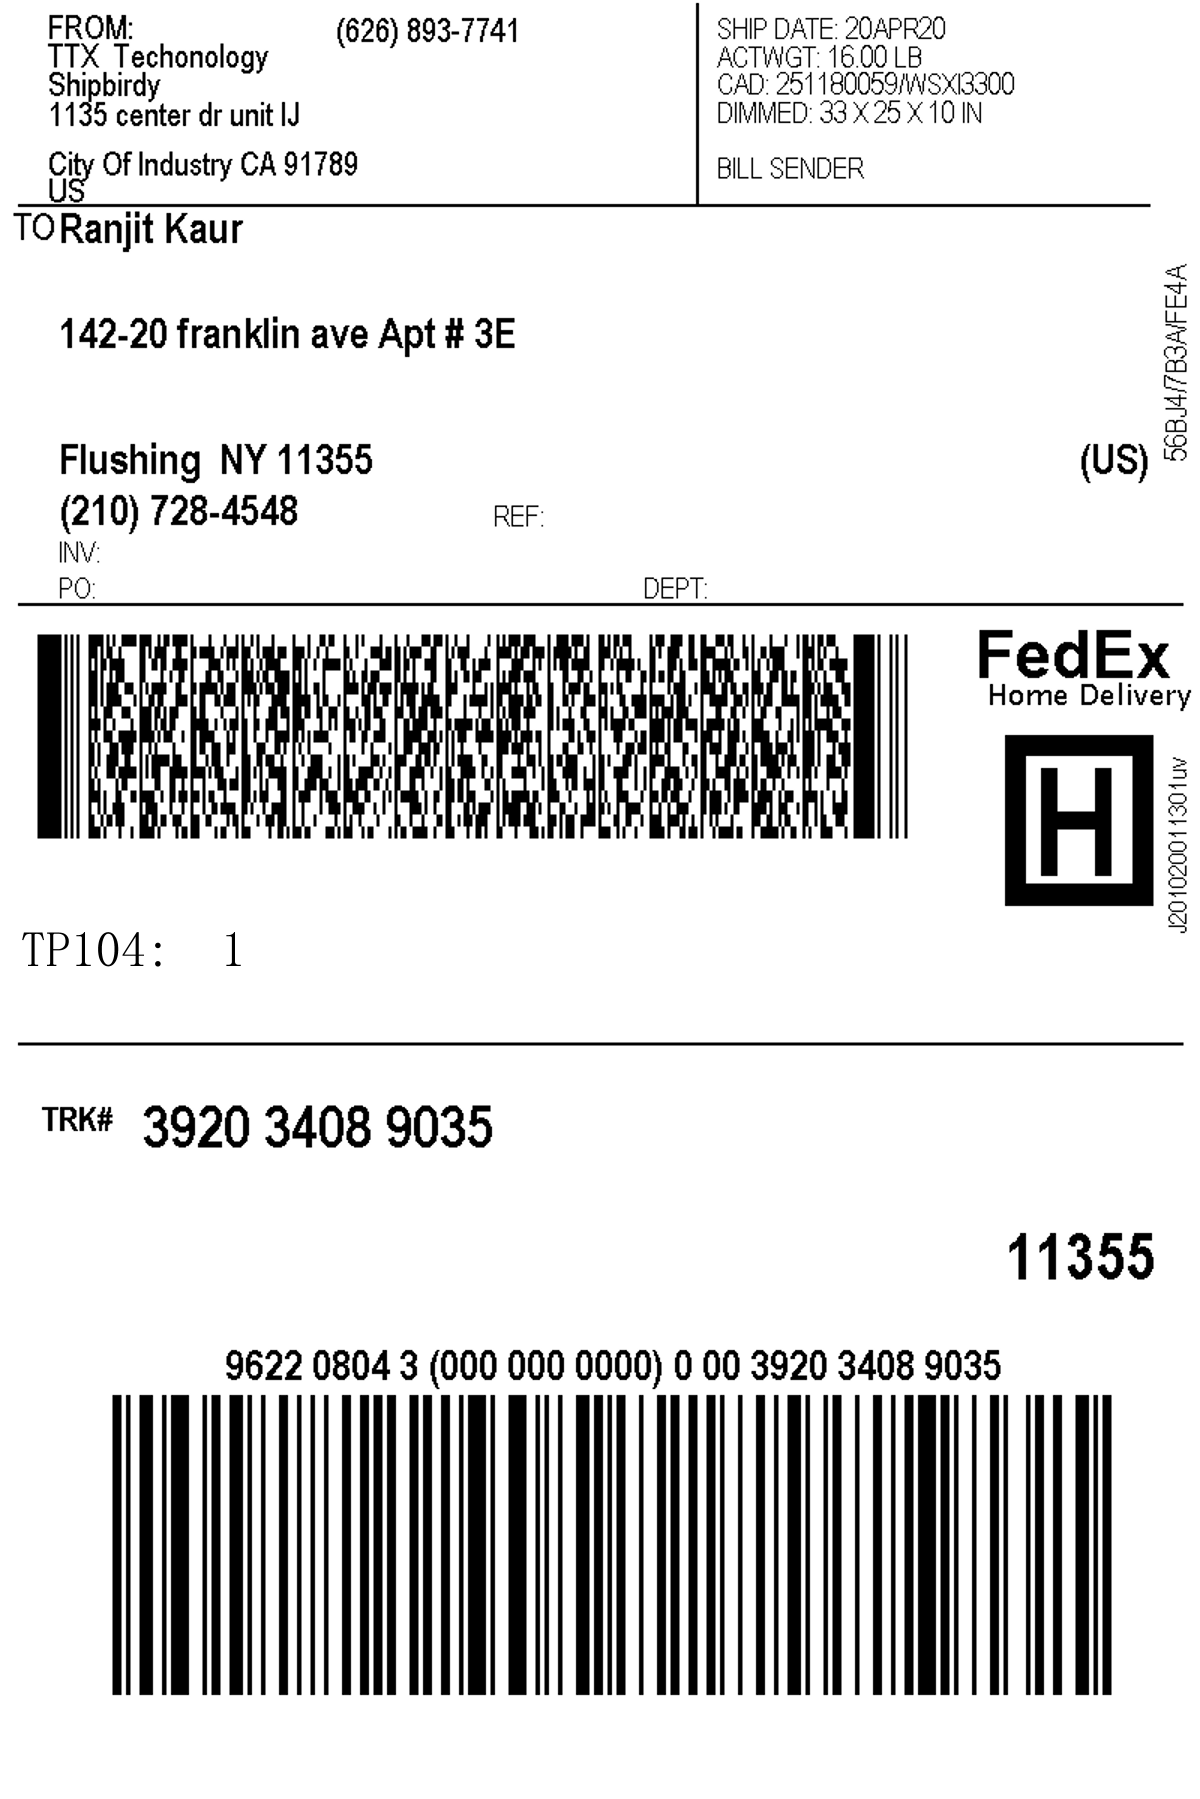 FROM: (626) 893-7741
TTX Techonology
Shipbirdy
1135 center dr unit IJ
City Of Industry CA 91789
US
SHIP DATE: 20APR20
ACTWGT: 16.00 LB
CAD: 251180059/WSXI3300
DIMMED: 33 X 25 X 10 IN
BILL SENDER
TO Ranjit Kaur
142-20 franklin ave Apt # 3E
Flushing NY 11355 (US)
(210) 728-4548 REF:
INV:
PO: DEPT:
56BJ4/7B3A/FE4A
FedEx
Home Delivery
H
J201020011301uv
TP104: 1
TRK# 3920 3408 9035
11355
9622 0804 3 (000 000 0000) 0 00 3920 3408 9035